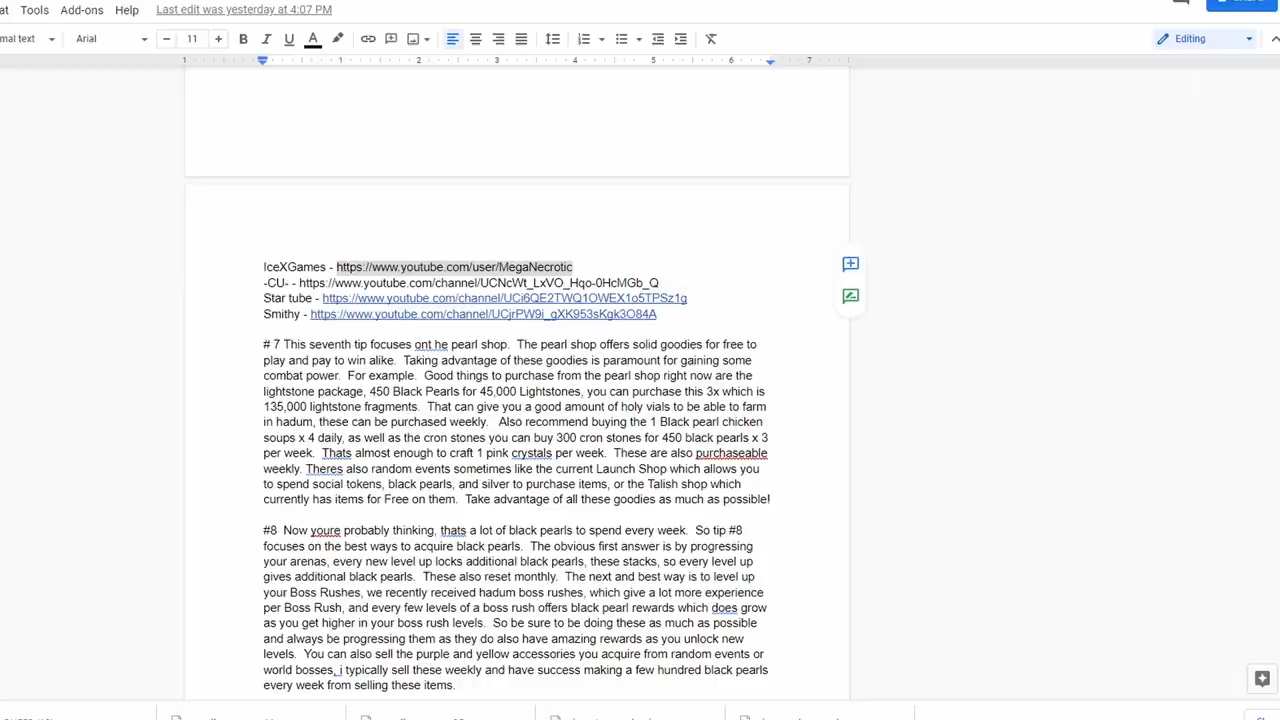 Tools Add-ons Help Last edit was yesterday at 4:07 PM
Arial 11 Editing
1 1 2 3 4 5 6 7
IceXGames - https://www.youtube.com/user/MegaNecrotic
-CU- - https://www.youtube.com/channel/UCNcWt_LxVO_Hqo-0HcMGb_Q
Star tube - https://www.youtube.com/channel/UCi6QE2TWQ1OWEX1o5TPSz1g
Smithy - https://www.youtube.com/channel/UCjrPW9i_gXK953sKgk3O84A
# 7 This seventh tip focuses ont he pearl shop. The pearl shop offers solid goodies for free to
play and pay to win alike. Taking advantage of these goodies is paramount for gaining some
combat power. For example. Good things to purchase from the pearl shop right now are the
lightstone package, 450 Black Pearls for 45,000 Lightstones, you can purchase this 3x which is
135,000 lightstone fragments. That can give you a good amount of holy vials to be able to farm
in hadum, these can be purchased weekly. Also recommend buying the 1 Black pearl chicken
soups x 4 daily, as well as the cron stones you can buy 300 cron stones for 450 black pearls x 3
per week. Thats almost enough to craft 1 pink crystals per week. These are also purchaseable
weekly. Theres also random events sometimes like the current Launch Shop which allows you
to spend social tokens, black pearls, and silver to purchase items, or the Talish shop which
currently has items for Free on them. Take advantage of all these goodies as much as possible!
#8 Now youre probably thinking, thats a lot of black pearls to spend every week. So tip #8
focuses on the best ways to acquire black pearls. The obvious first answer is by progressing
your arenas, every new level up locks additional black pearls, these stacks, so every level up
gives additional black pearls. These also reset monthly. The next and best way is to level up
your Boss Rushes, we recently received hadum boss rushes, which give a lot more experience
per Boss Rush, and every few levels of a boss rush offers black pearl rewards which does grow
as you get higher in your boss rush levels. So be sure to be doing these as much as possible
and always be progressing them as they do also have amazing rewards as you unlock new
levels. You can also sell the purple and yellow accessories you acquire from random events or
world bosses, i typically sell these weekly and have success making a few hundred black pearls
every week from selling these items.